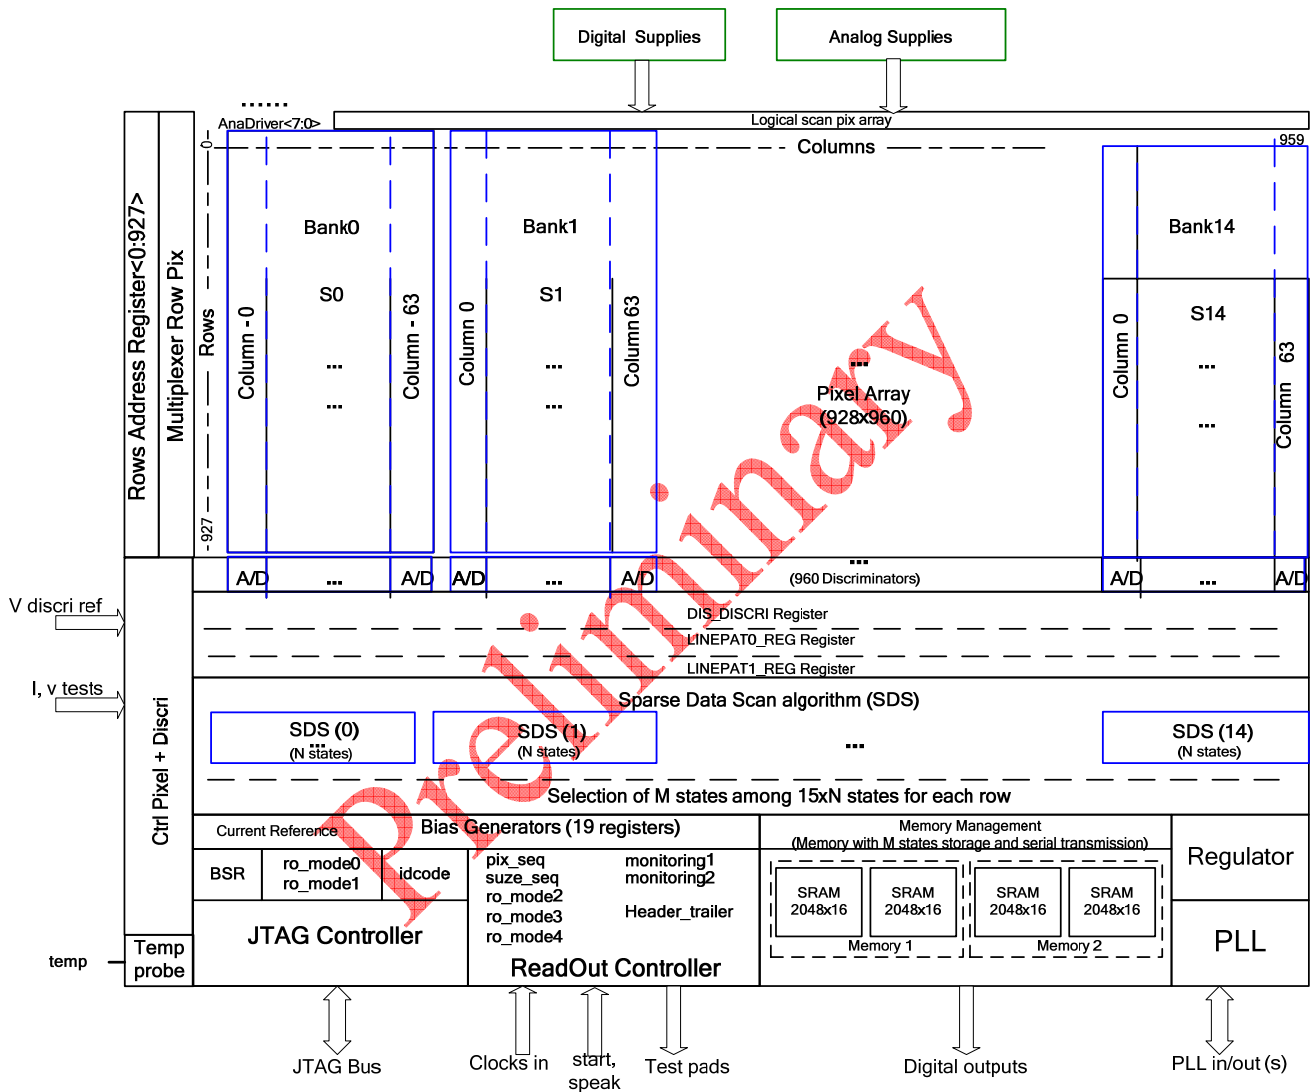 Digital Supplies
Analog Supplies
......
AnaDriver<7:0>
Logical scan pix array
0
Columns
959
Rows Address Register<0:927>
Multiplexer Row Pix
Rows
927
Bank0
S0
Column - 0
Column - 63
...
...
Bank1
S1
Column 0
Column 63
...
...
...
Pixel Array
(928x960)
Bank14
S14
Column 0
Column 63
...
...
Preliminary
A/D
...
A/D
A/D
...
A/D
...
(960 Discriminators)
A/D
...
A/D
V discri ref
DIS_DISCRI Register
LINEPAT0_REG Register
LINEPAT1_REG Register
I, v tests
Ctrl Pixel + Discri
Sparse Data Scan algorithm (SDS)
SDS (0)
...
(N states)
SDS (1)
(N states)
...
SDS (14)
(N states)
Selection of M states among 15xN states for each row
Current Reference
Bias Generators (19 registers)
Memory Management
(Memory with M states storage and serial transmission)
Regulator
BSR
ro_mode0
ro_mode1
idcode
JTAG Controller
pix_seq
suze_seq
ro_mode2
ro_mode3
ro_mode4
monitoring1
monitoring2
Header_trailer
ReadOut Controller
SRAM
2048x16
SRAM
2048x16
Memory 1
SRAM
2048x16
SRAM
2048x16
Memory 2
PLL
temp
Temp
probe
JTAG Bus
Clocks in
start,
speak
Test pads
Digital outputs
PLL in/out (s)